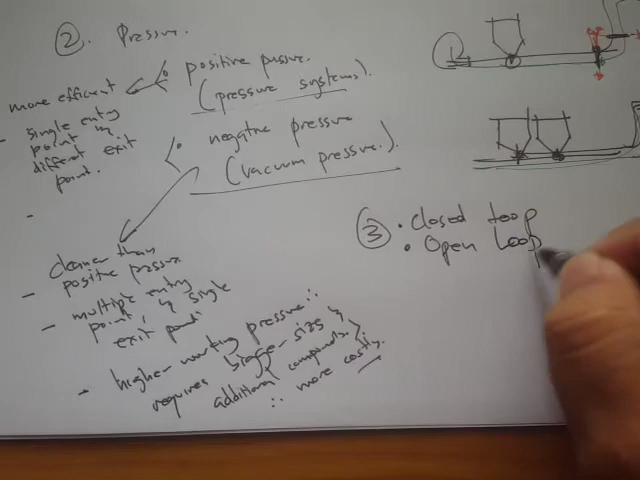 ② . Pressure.
more efficient
- single entry
point &
different exit
point.
-
• positive pressure.
(pressure systems).
• negative pressure
(vacuum pressure.).
cleaner than
- positive pressure
- multiple entry
point, & single
exit point
- higher working pressure ∴
requires bigger size &
additional components.
∴ more costly.
③ • Closed loop
• Open Loop